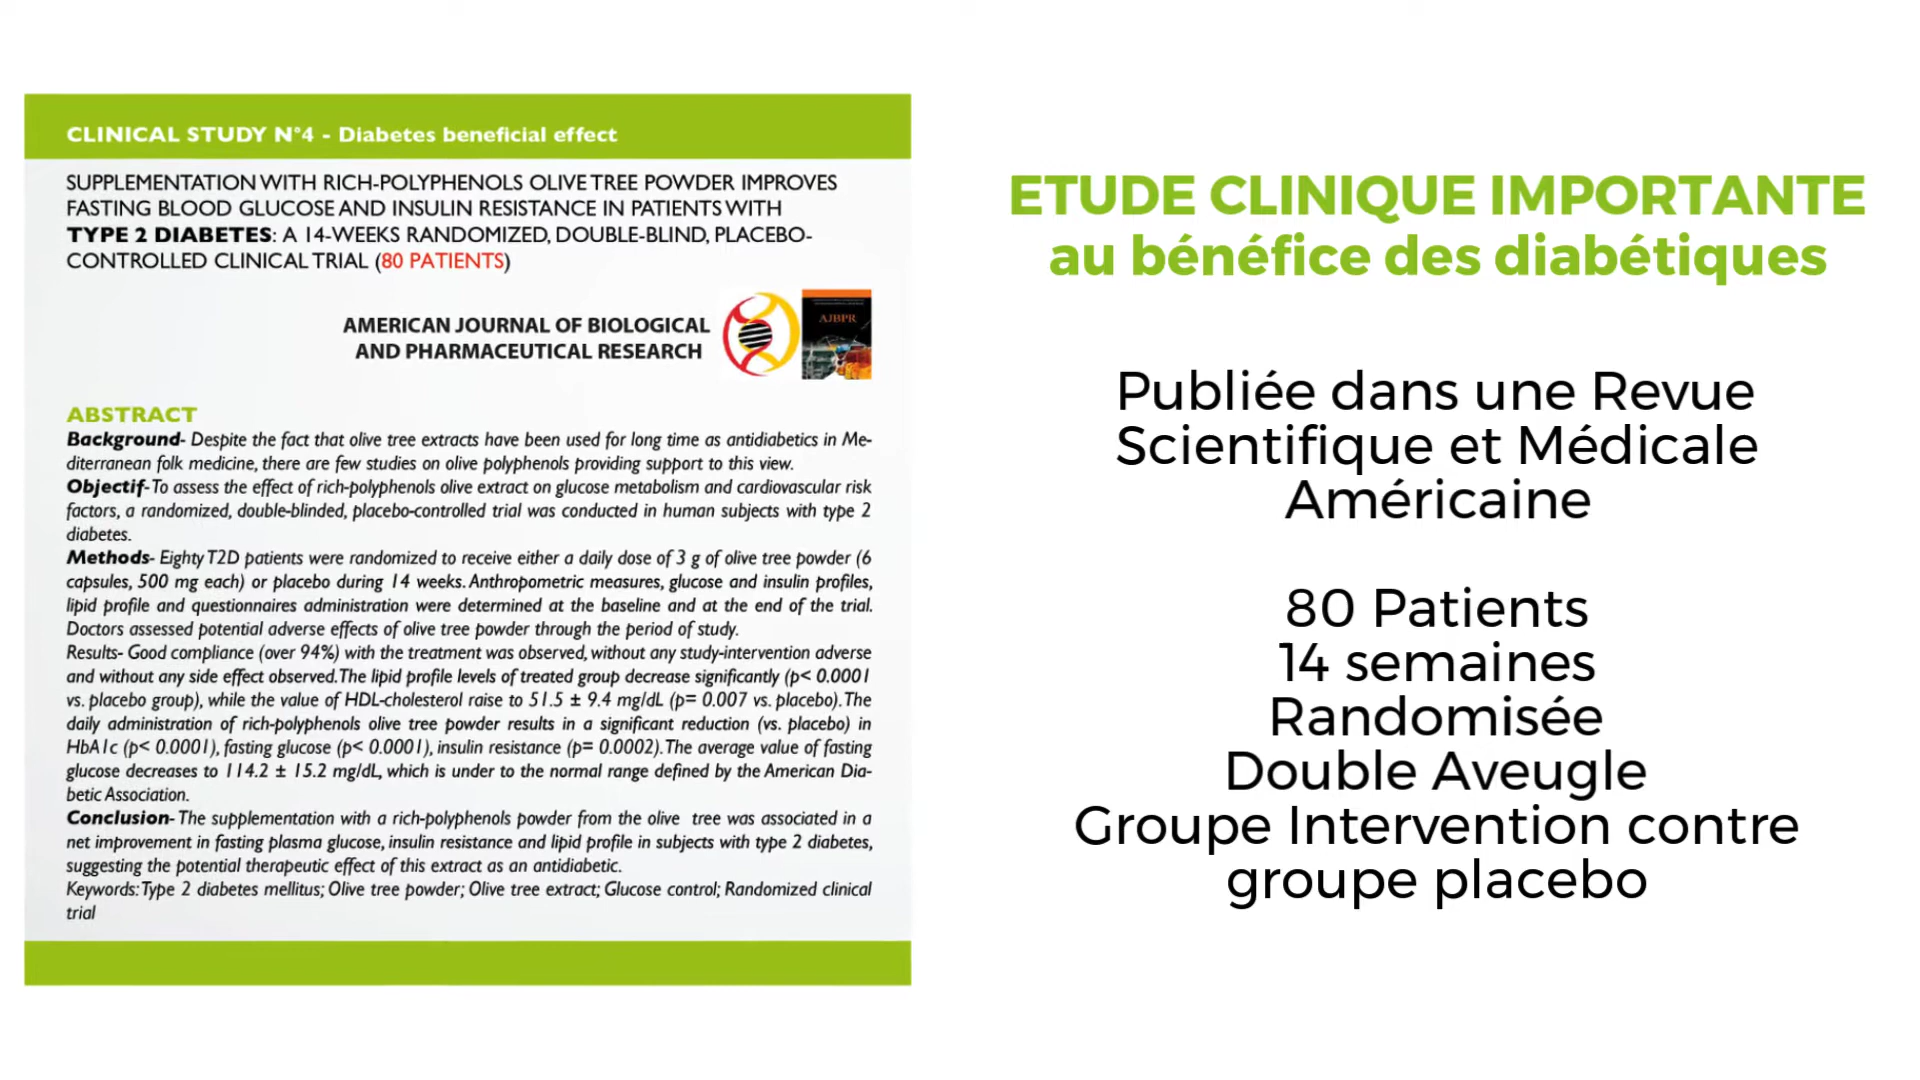 CLINICAL STUDY N°4 - Diabetes beneficial effect
SUPPLEMENTATION WITH RICH-POLYPHENOLS OLIVE TREE POWDER IMPROVES
FASTING BLOOD GLUCOSE AND INSULIN RESISTANCE IN PATIENTS WITH
TYPE 2 DIABETES: A 14-WEEKS RANDOMIZED, DOUBLE-BLIND, PLACEBO-
CONTROLLED CLINICAL TRIAL (80 PATIENTS)
AMERICAN JOURNAL OF BIOLOGICAL
AND PHARMACEUTICAL RESEARCH
AJBPR
ABSTRACT
Background- Despite the fact that olive tree extracts have been used for long time as antidiabetics in Me-
diterranean folk medicine, there are few studies on olive polyphenols providing support to this view.
Objectif- To assess the effect of rich-polyphenols olive extract on glucose metabolism and cardiovascular risk
factors, a randomized, double-blinded, placebo-controlled trial was conducted in human subjects with type 2
diabetes.
Methods- Eighty T2D patients were randomized to receive either a daily dose of 3 g of olive tree powder (6
capsules, 500 mg each) or placebo during 14 weeks. Anthropometric measures, glucose and insulin profiles,
lipid profile and questionnaires administration were determined at the baseline and at the end of the trial.
Doctors assessed potential adverse effects of olive tree powder through the period of study.
Results- Good compliance (over 94%) with the treatment was observed, without any study-intervention adverse
and without any side effect observed. The lipid profile levels of treated group decrease significantly (p< 0.0001
vs. placebo group), while the value of HDL-cholesterol raise to 51.5 ± 9.4 mg/dL (p= 0.007 vs. placebo). The
daily administration of rich-polyphenols olive tree powder results in a significant reduction (vs. placebo) in
HbA1c (p< 0.0001), fasting glucose (p< 0.0001), insulin resistance (p= 0.0002). The average value of fasting
glucose decreases to 114.2 ± 15.2 mg/dL, which is under to the normal range defined by the American Dia-
betic Association.
Conclusion- The supplementation with a rich-polyphenols powder from the olive tree was associated in a
net improvement in fasting plasma glucose, insulin resistance and lipid profile in subjects with type 2 diabetes,
suggesting the potential therapeutic effect of this extract as an antidiabetic.
Keywords: Type 2 diabetes mellitus; Olive tree powder; Olive tree extract; Glucose control; Randomized clinical
trial
ETUDE CLINIQUE IMPORTANTE
au bénéfice des diabétiques
Publiée dans une Revue
Scientifique et Médicale
Américaine
80 Patients
14 semaines
Randomisée
Double Aveugle
Groupe Intervention contre
groupe placebo